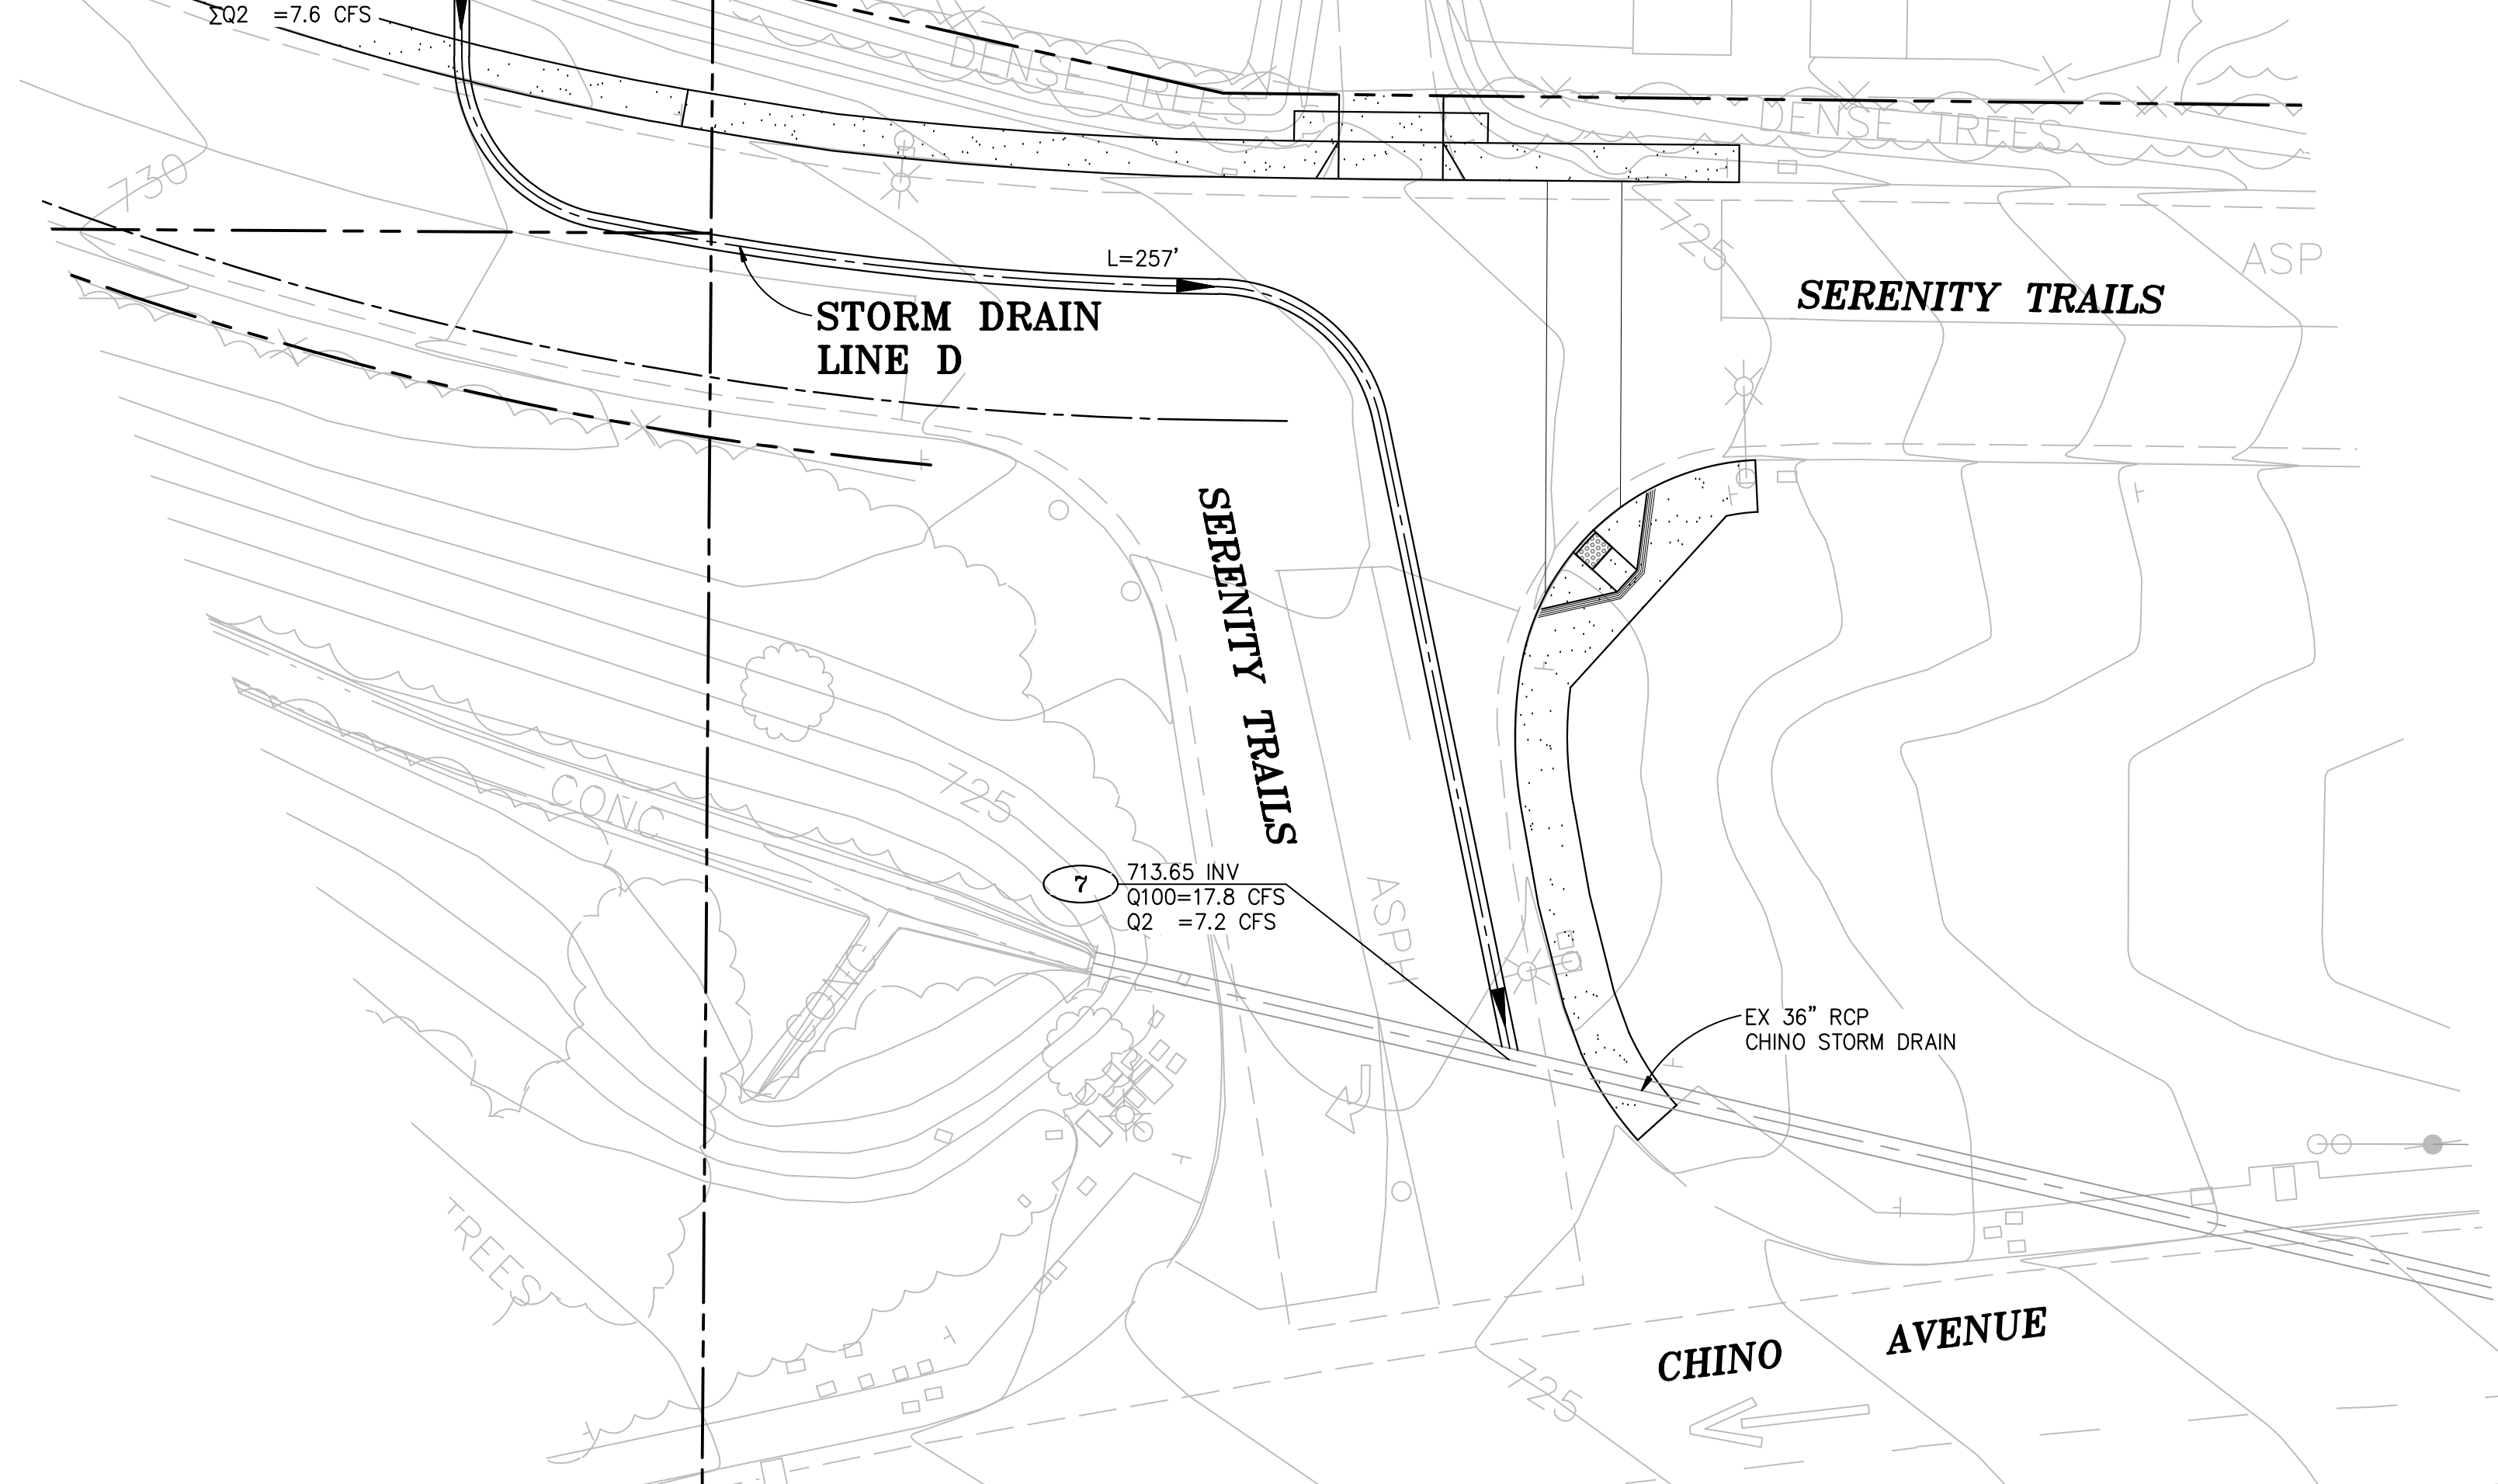 ΣQ2 =7.6 CFS
DENSE TREES
DENSE TREES
730
L=257'
725
ASP
STORM DRAIN
LINE D
SERENITY TRAILS
SERENITY TRAILS
CONC
725
7
713.65 INV
Q100=17.8 CFS
Q2 =7.2 CFS
ASPH
CONC
EX 36" RCP
CHINO STORM DRAIN
TREES
CHINO AVENUE
725